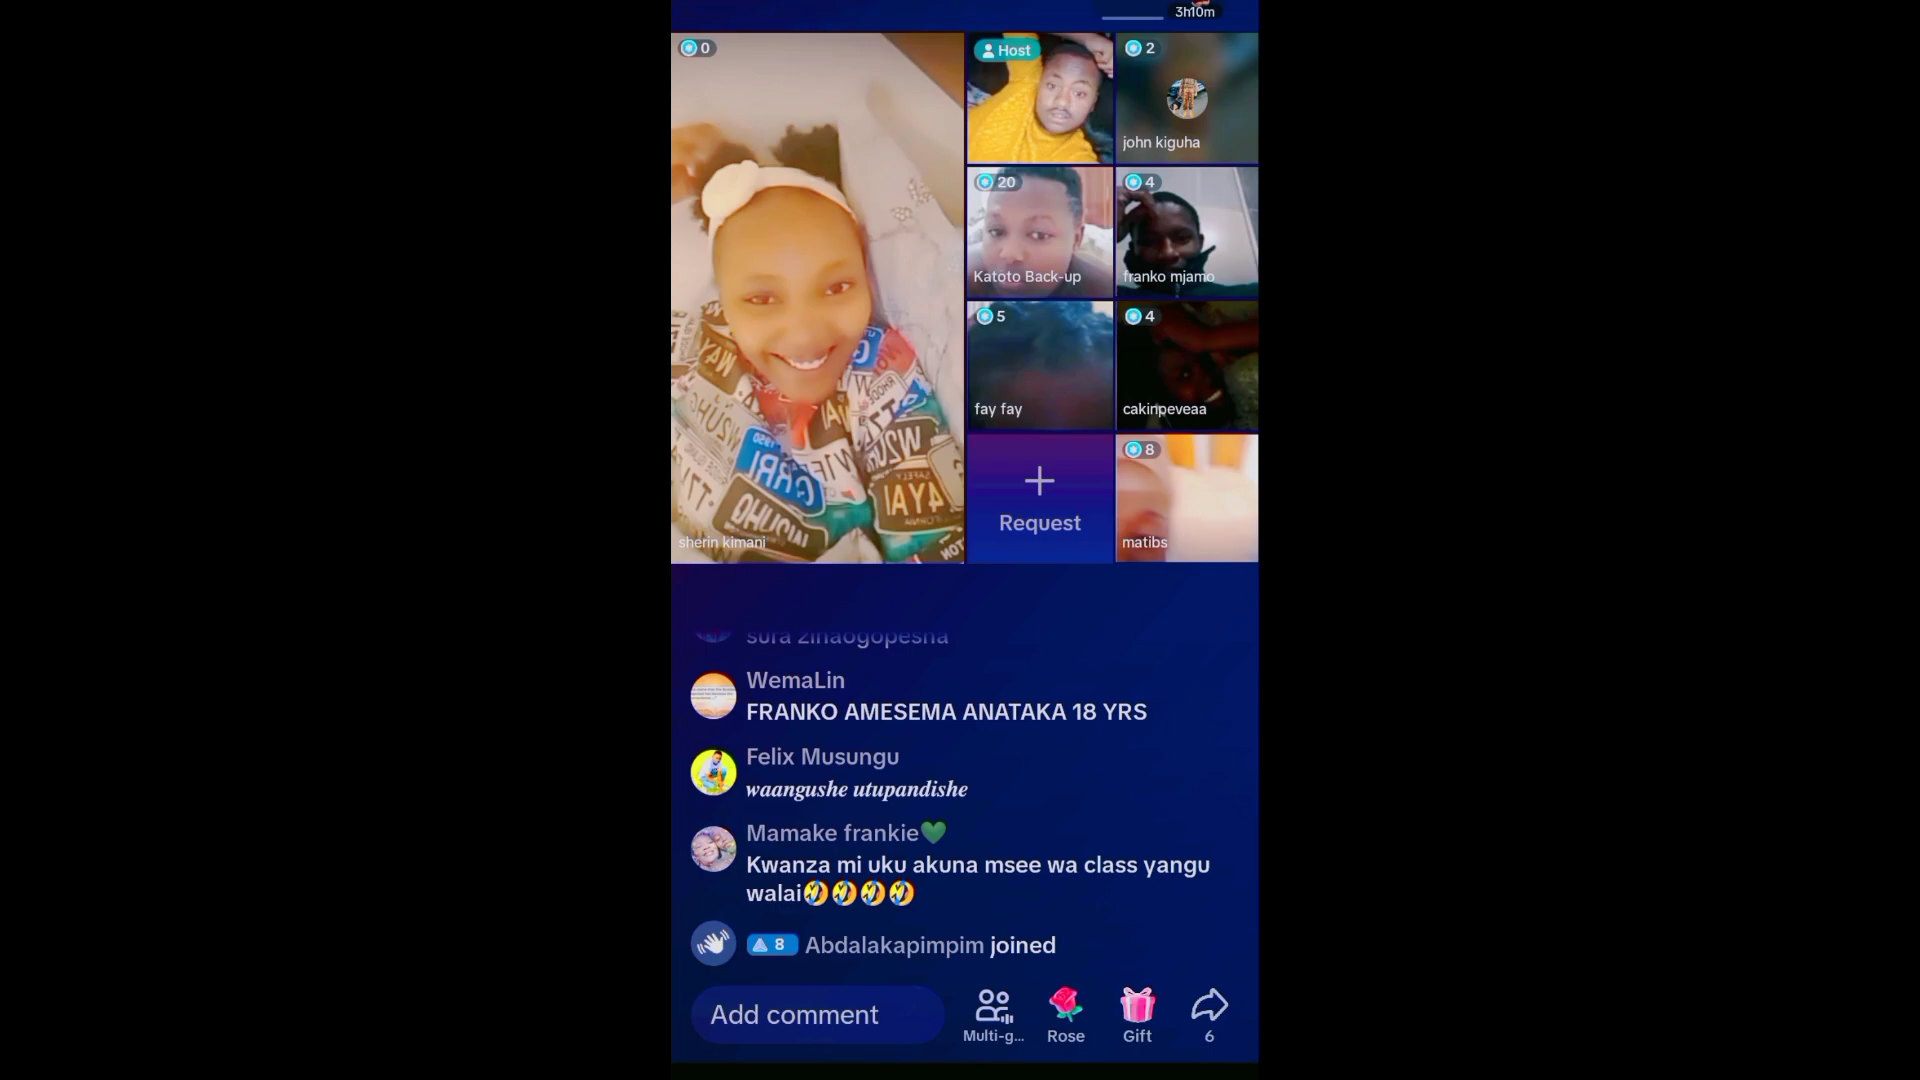 3h10m
0
Host
2
john kiguha
20
Katoto Back-up
4
franko mjamo
5
fay fay
4
cakinpeveaa
Request
8
matibs
sherin kimani
sura zinaogopesha
WemaLin
FRANKO AMESEMA ANATAKA 18 YRS
Felix Musungu
waangushe utupandishe
Mamake frankie💚
Kwanza mi uku akuna msee wa class yangu
walai🤣🤣🤣🤣
8 Abdalakapimpim joined
Add comment
Multi-g...
Rose
Gift
6